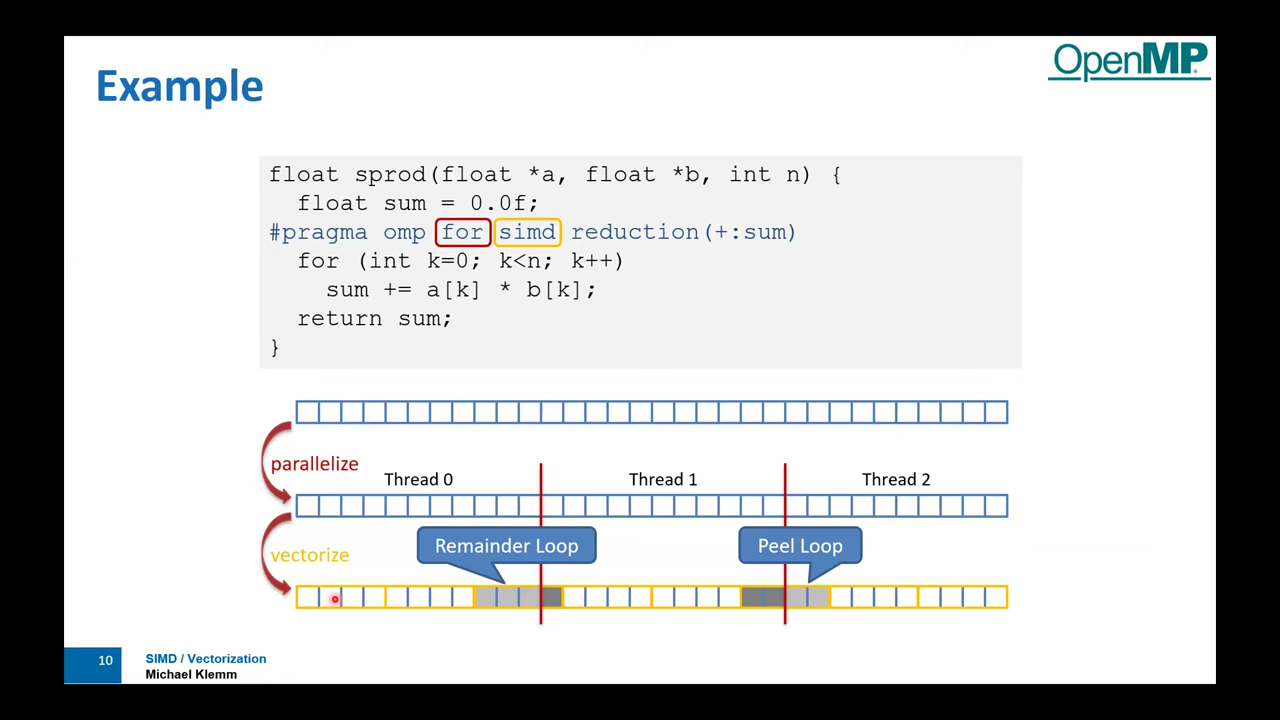 Example
OpenMP
float sprod(float *a, float *b, int n) {
float sum = 0.0f;
#pragma omp for simd reduction(+:sum)
for (int k=0; k<n; k++)
sum += a[k] * b[k];
return sum;
}
parallelize
Thread 0
Thread 1
Thread 2
vectorize
Remainder Loop
Peel Loop
10
SIMD / Vectorization
Michael Klemm